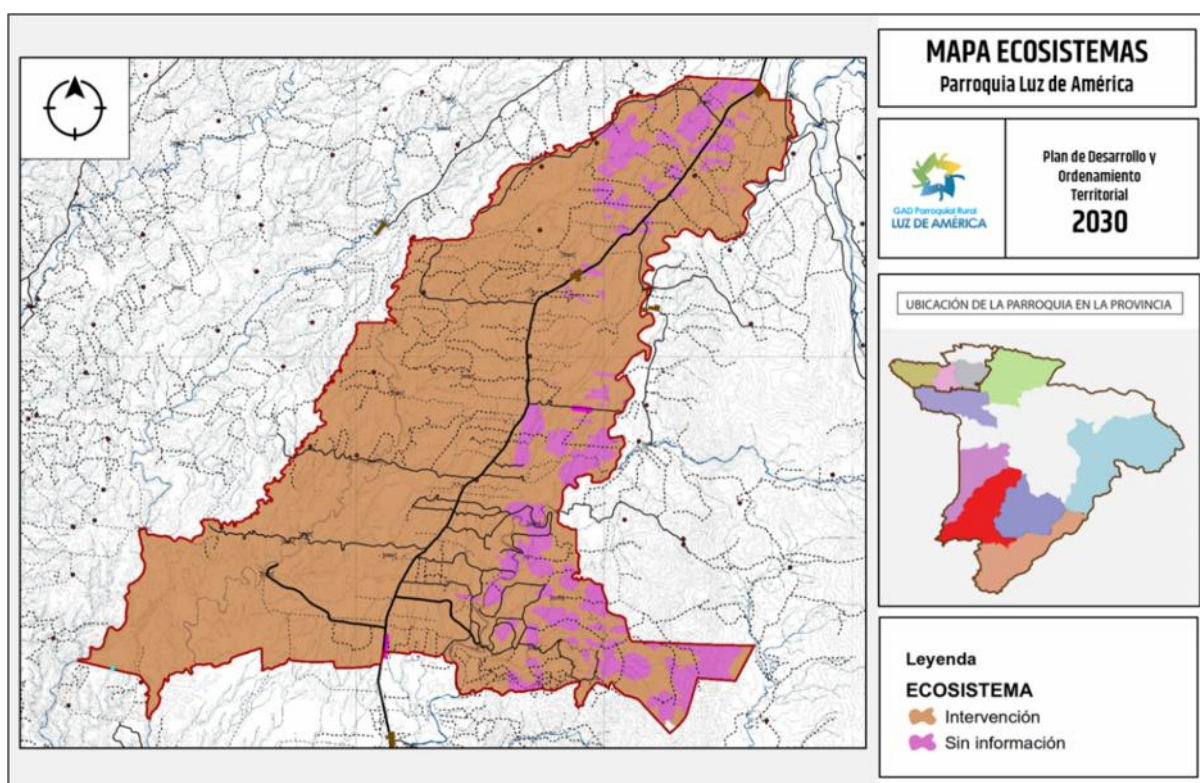 MAPA ECOSISTEMAS
Parroquia Luz de América
GAD Parroquial Rural
LUZ DE AMÉRICA
Plan de Desarrollo y
Ordenamiento
Territorial
2030
UBICACIÓN DE LA PARROQUIA EN LA PROVINCIA
Leyenda
ECOSISTEMA
Intervención
Sin información